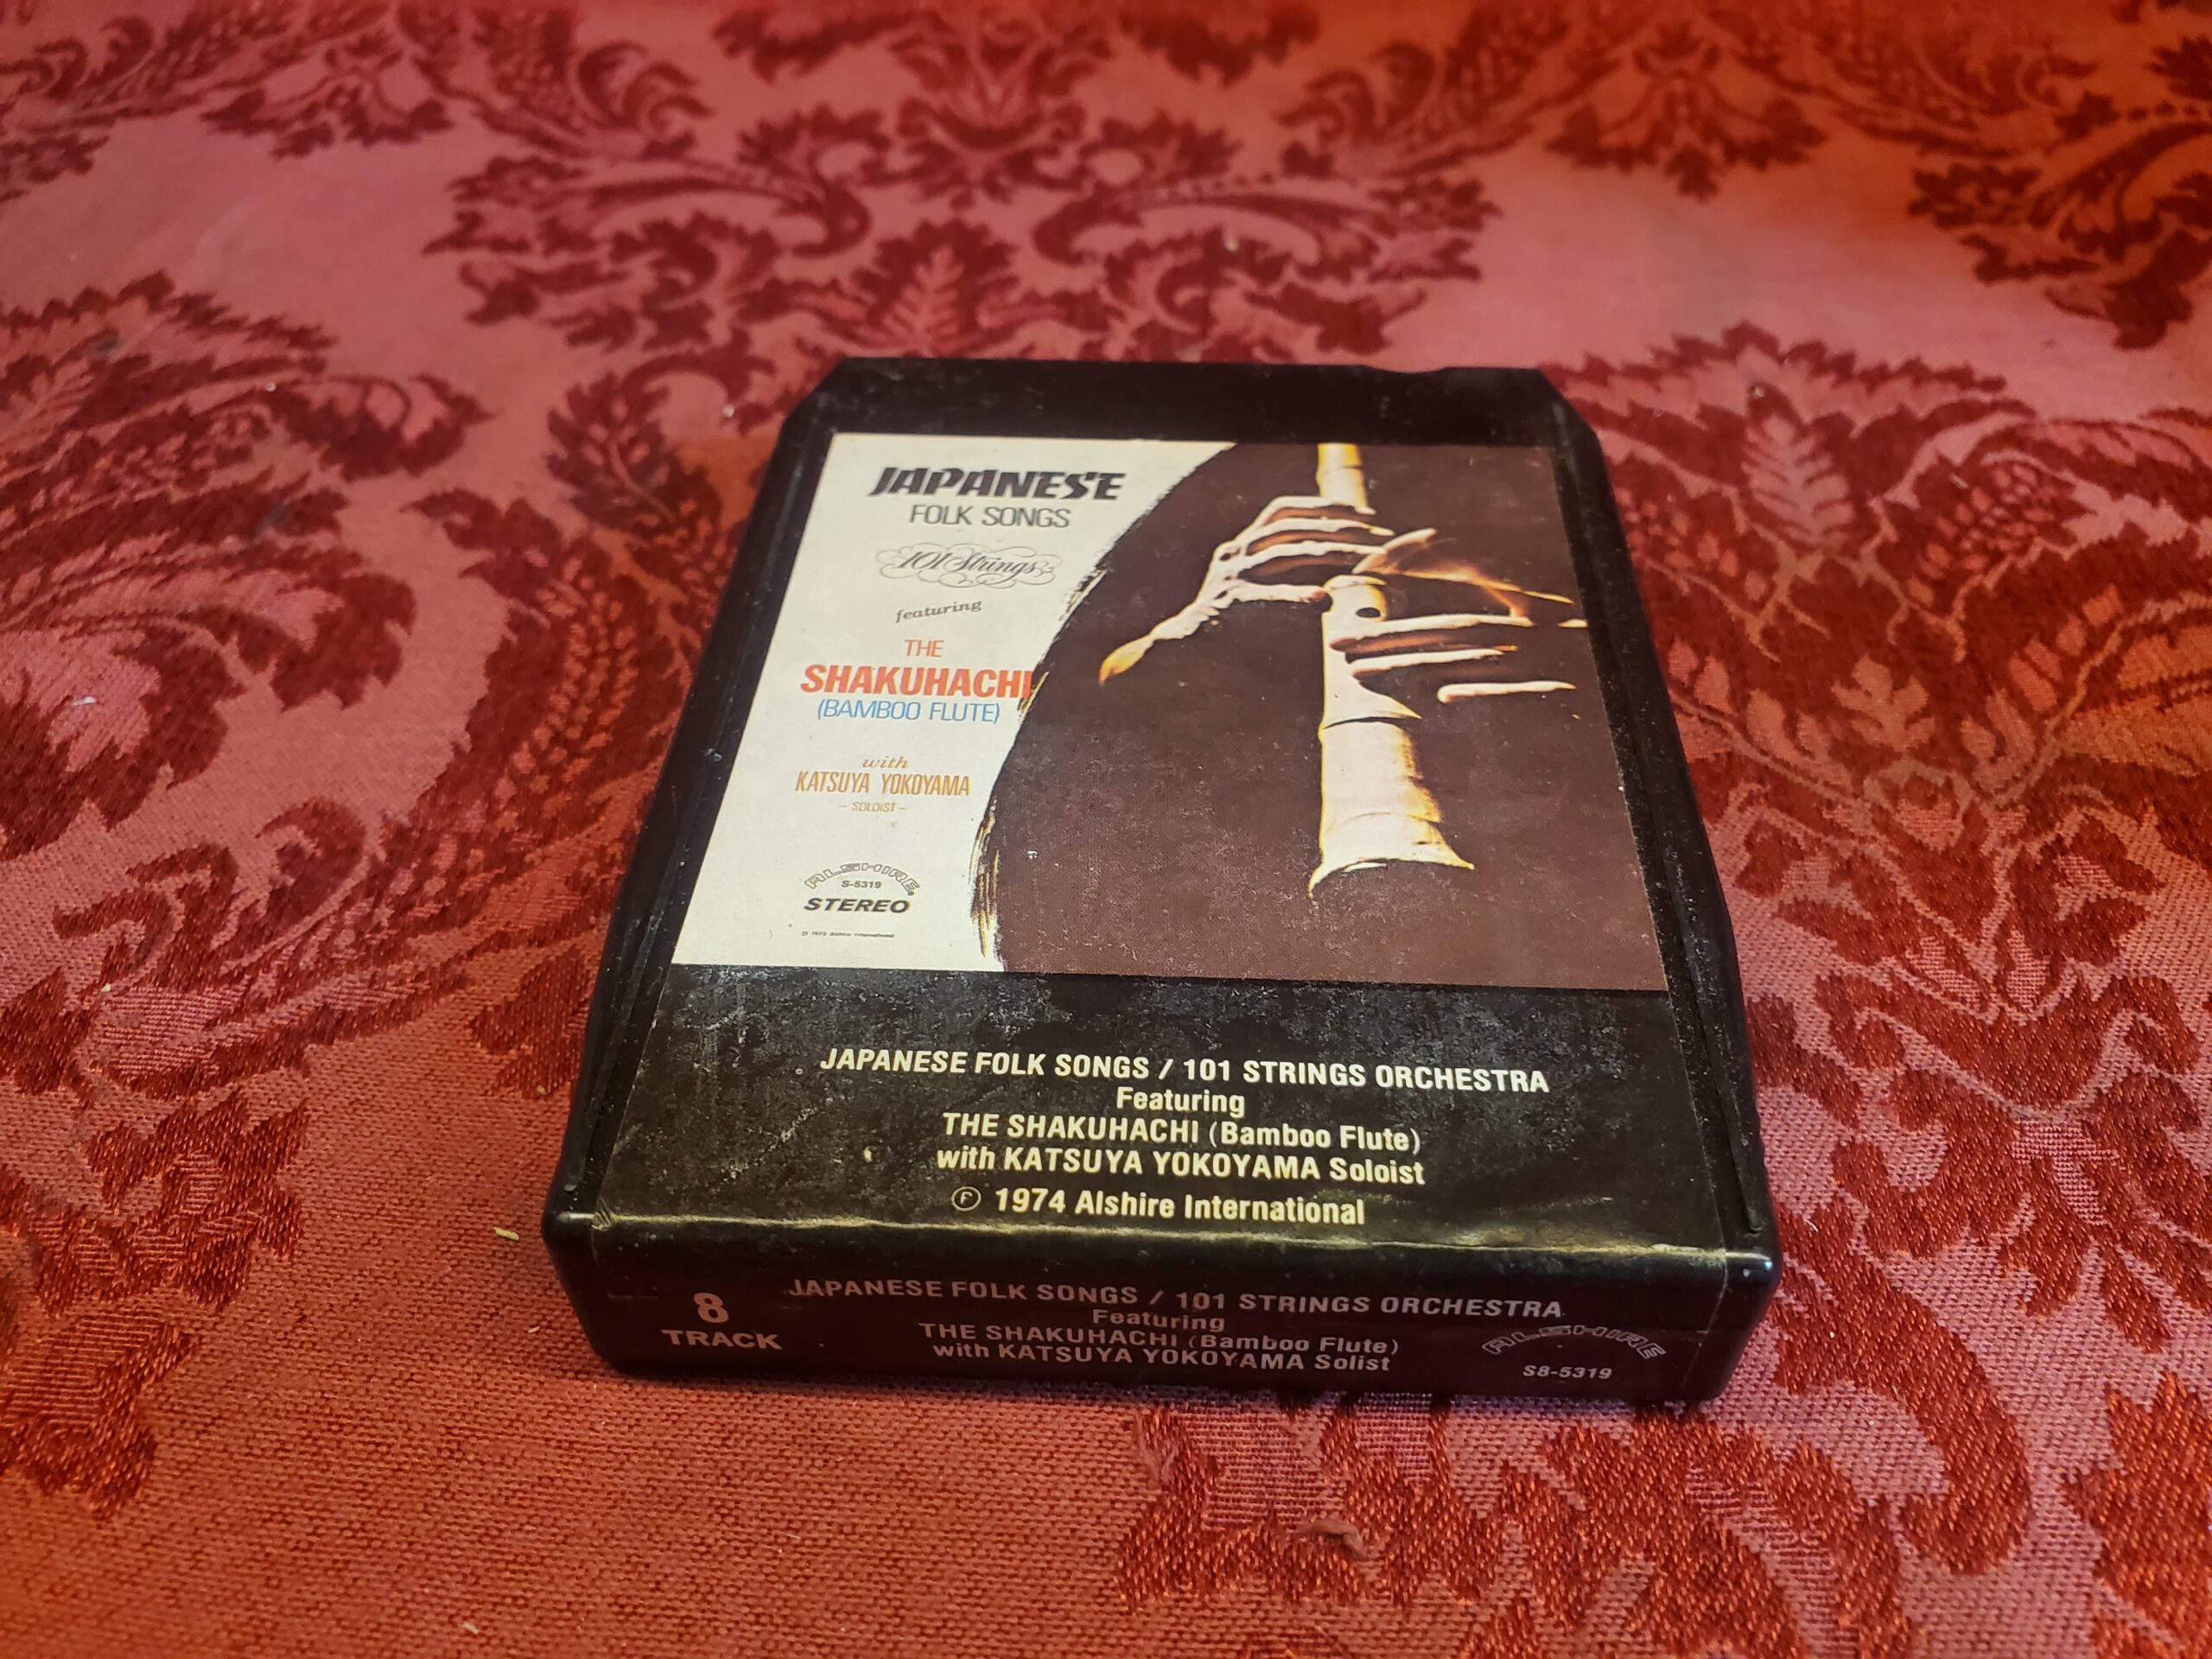 JAPANESE
FOLK SONGS
101 Strings
featuring
THE
SHAKUHACHI
(BAMBOO FLUTE)
with
KATSUYA YOKOYAMA
- SOLOIST -
ALSHIRE
S-5319
STEREO
Alshire International
JAPANESE FOLK SONGS / 101 STRINGS ORCHESTRA
Featuring
THE SHAKUHACHI (Bamboo Flute)
with KATSUYA YOKOYAMA Soloist
Ⓟ 1974 Alshire International
8
TRACK
JAPANESE FOLK SONGS / 101 STRINGS ORCHESTRA
Featuring
THE SHAKUHACHI (Bamboo Flute)
with KATSUYA YOKOYAMA Solist
ALSHIRE
S8-5319